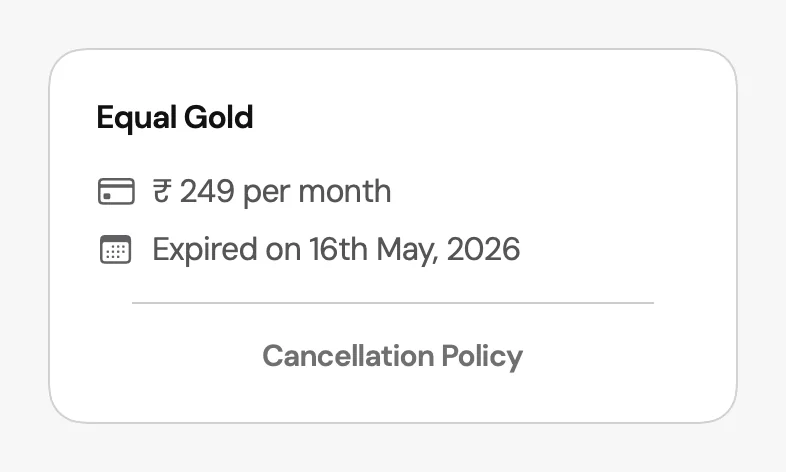 Equal Gold
₹ 249 per month
Expired on 16th May, 2026
Cancellation Policy